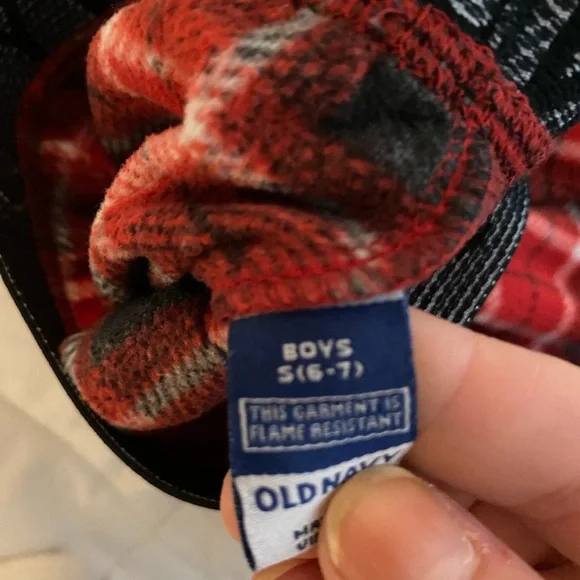 BOYS
S(6-7)
THIS GARMENT IS
FLAME RESISTANT
OLD NAVY